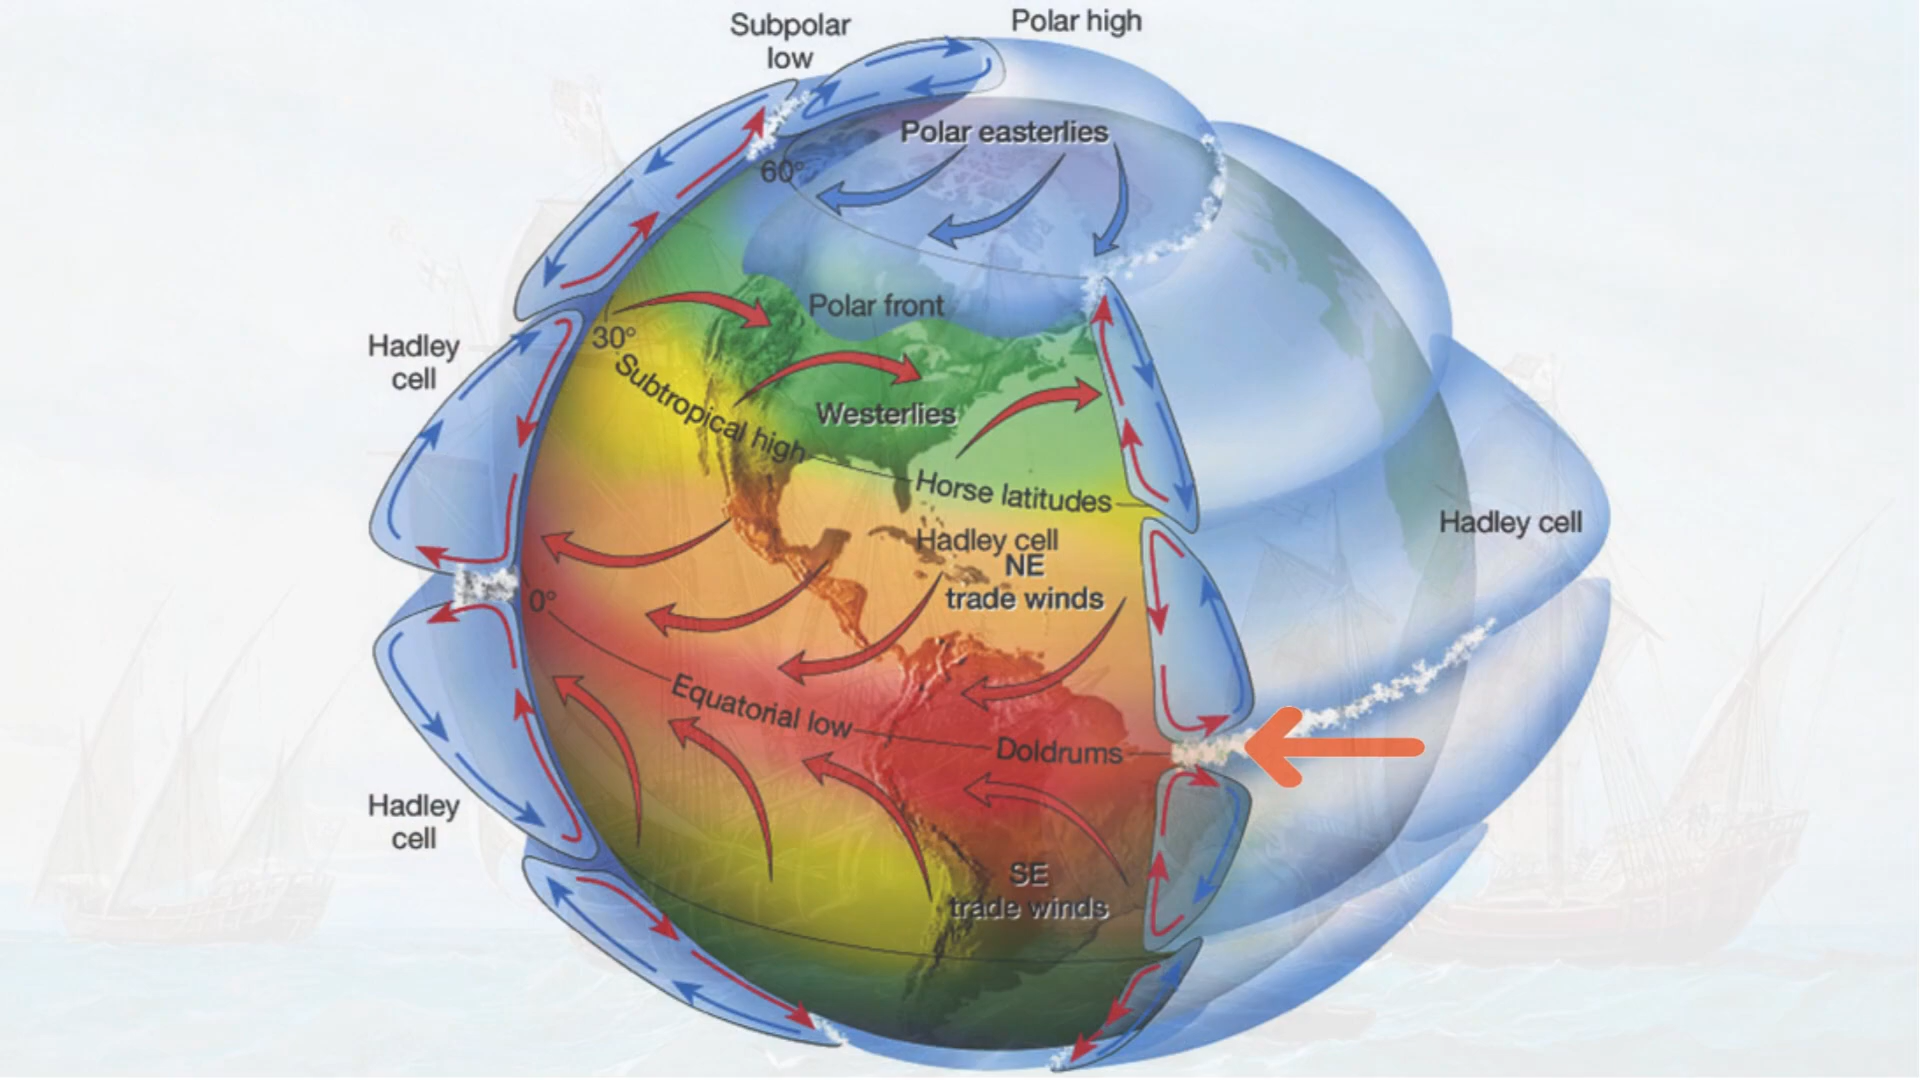 Subpolar
low
Polar high
Polar easterlies
60°
Polar front
30°
Hadley
cell
Subtropical high
Westerlies
Horse latitudes
Hadley cell
Hadley cell
NE
trade winds
0°
Equatorial low
Doldrums
Hadley
cell
SE
trade winds